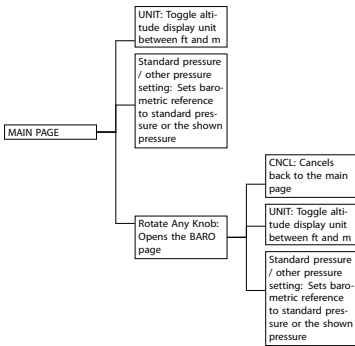 UNIT: Toggle alti-
tude display unit
between ft and m
Standard pressure
/ other pressure
setting: Sets baro-
metric reference
to standard pres-
sure or the shown
pressure
MAIN PAGE
Rotate Any Knob:
Opens the BARO
page
CNCL: Cancels
back to the main
page
UNIT: Toggle alti-
tude display unit
between ft and m
Standard pressure
/ other pressure
setting: Sets baro-
metric reference
to standard pres-
sure or the shown
pressure